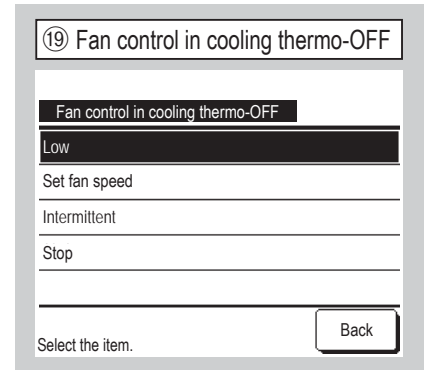 ⑲ Fan control in cooling thermo-OFF
Fan control in cooling thermo-OFF
Low
Set fan speed
Intermittent
Stop
Back
Select the item.